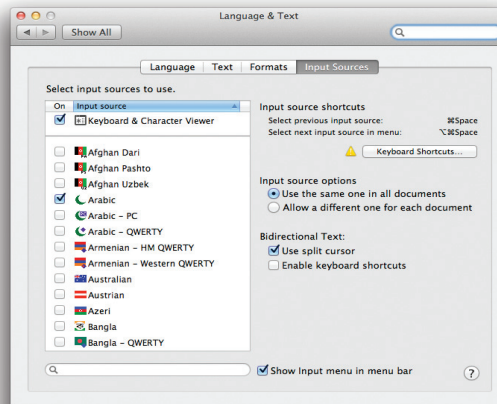 Language & Text
Show All
Language Text Formats Input Sources
Select input sources to use.
On Input source
Keyboard & Character Viewer
Afghan Dari
Afghan Pashto
Afghan Uzbek
Arabic
Arabic – PC
Arabic – QWERTY
Armenian – HM QWERTY
Armenian – Western QWERTY
Australian
Austrian
Azeri
Bangla
Bangla – QWERTY
Input source shortcuts
Select previous input source: ⌘Space
Select next input source in menu: ⌥⌘Space
Keyboard Shortcuts...
Input source options
Use the same one in all documents
Allow a different one for each document
Bidirectional Text:
Use split cursor
Enable keyboard shortcuts
Show Input menu in menu bar
?